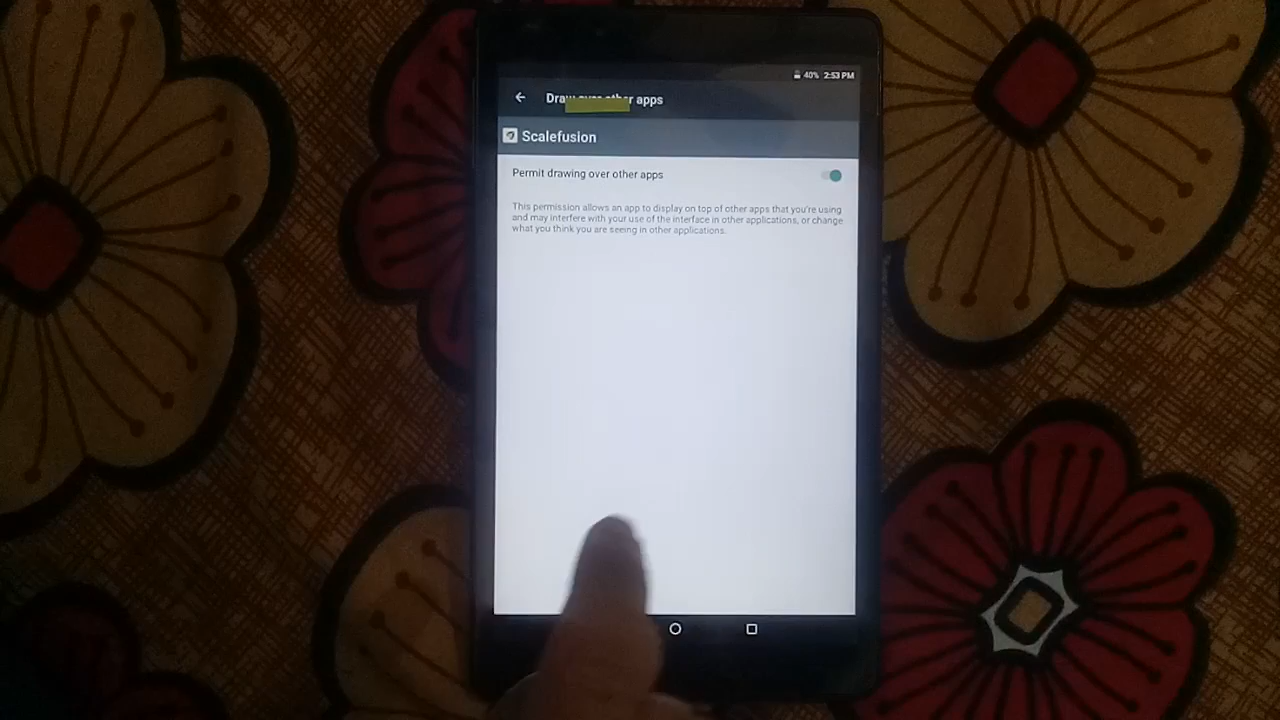 40% 2:53 PM
Draw over other apps
Scalefusion
Permit drawing over other apps
This permission allows an app to display on top of other apps that you're using
and may interfere with your use of the interface in other applications, or change
what you think you are seeing in other applications.